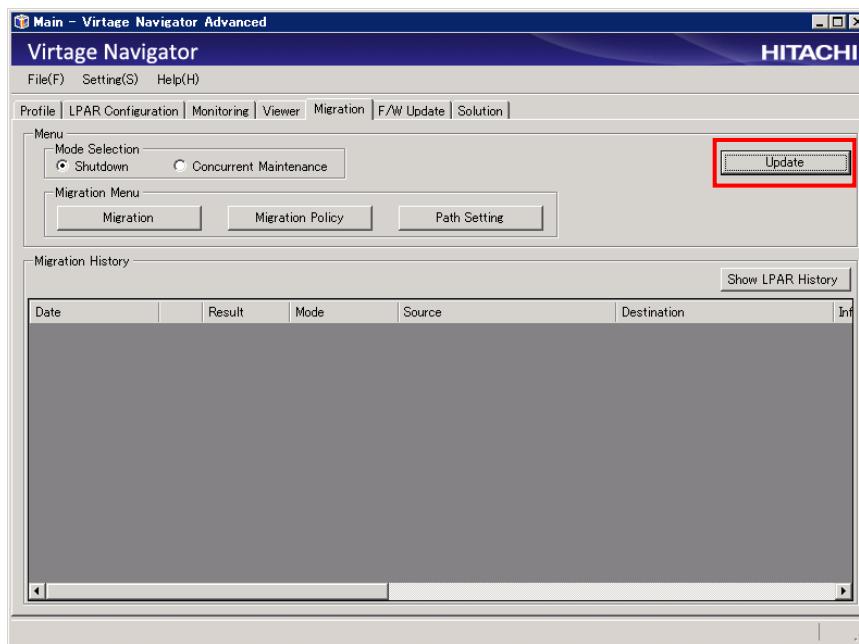 Main - Virtage Navigator Advanced
Virtage Navigator HITACHI
File(F) Setting(S) Help(H)
Profile LPAR Configuration Monitoring Viewer Migration F/W Update Solution
Menu
Mode Selection
Shutdown Concurrent Maintenance
Update
Migration Menu
Migration Migration Policy Path Setting
Migration History
Show LPAR History
Date Result Mode Source Destination Inf